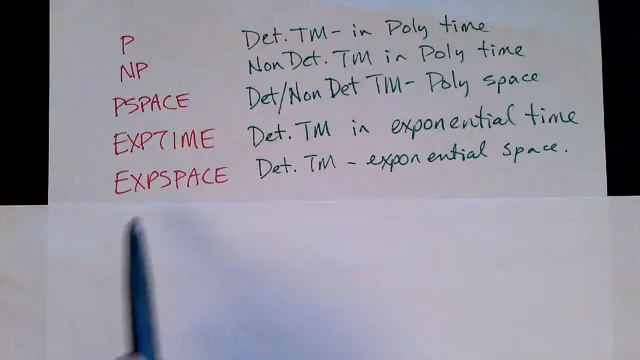 P Det. TM - in Poly time
NP NonDet. TM in Poly time
PSPACE Det/Non Det TM - Poly space
EXPTIME Det. TM in exponential time
EXPSPACE Det. TM - exponential space.